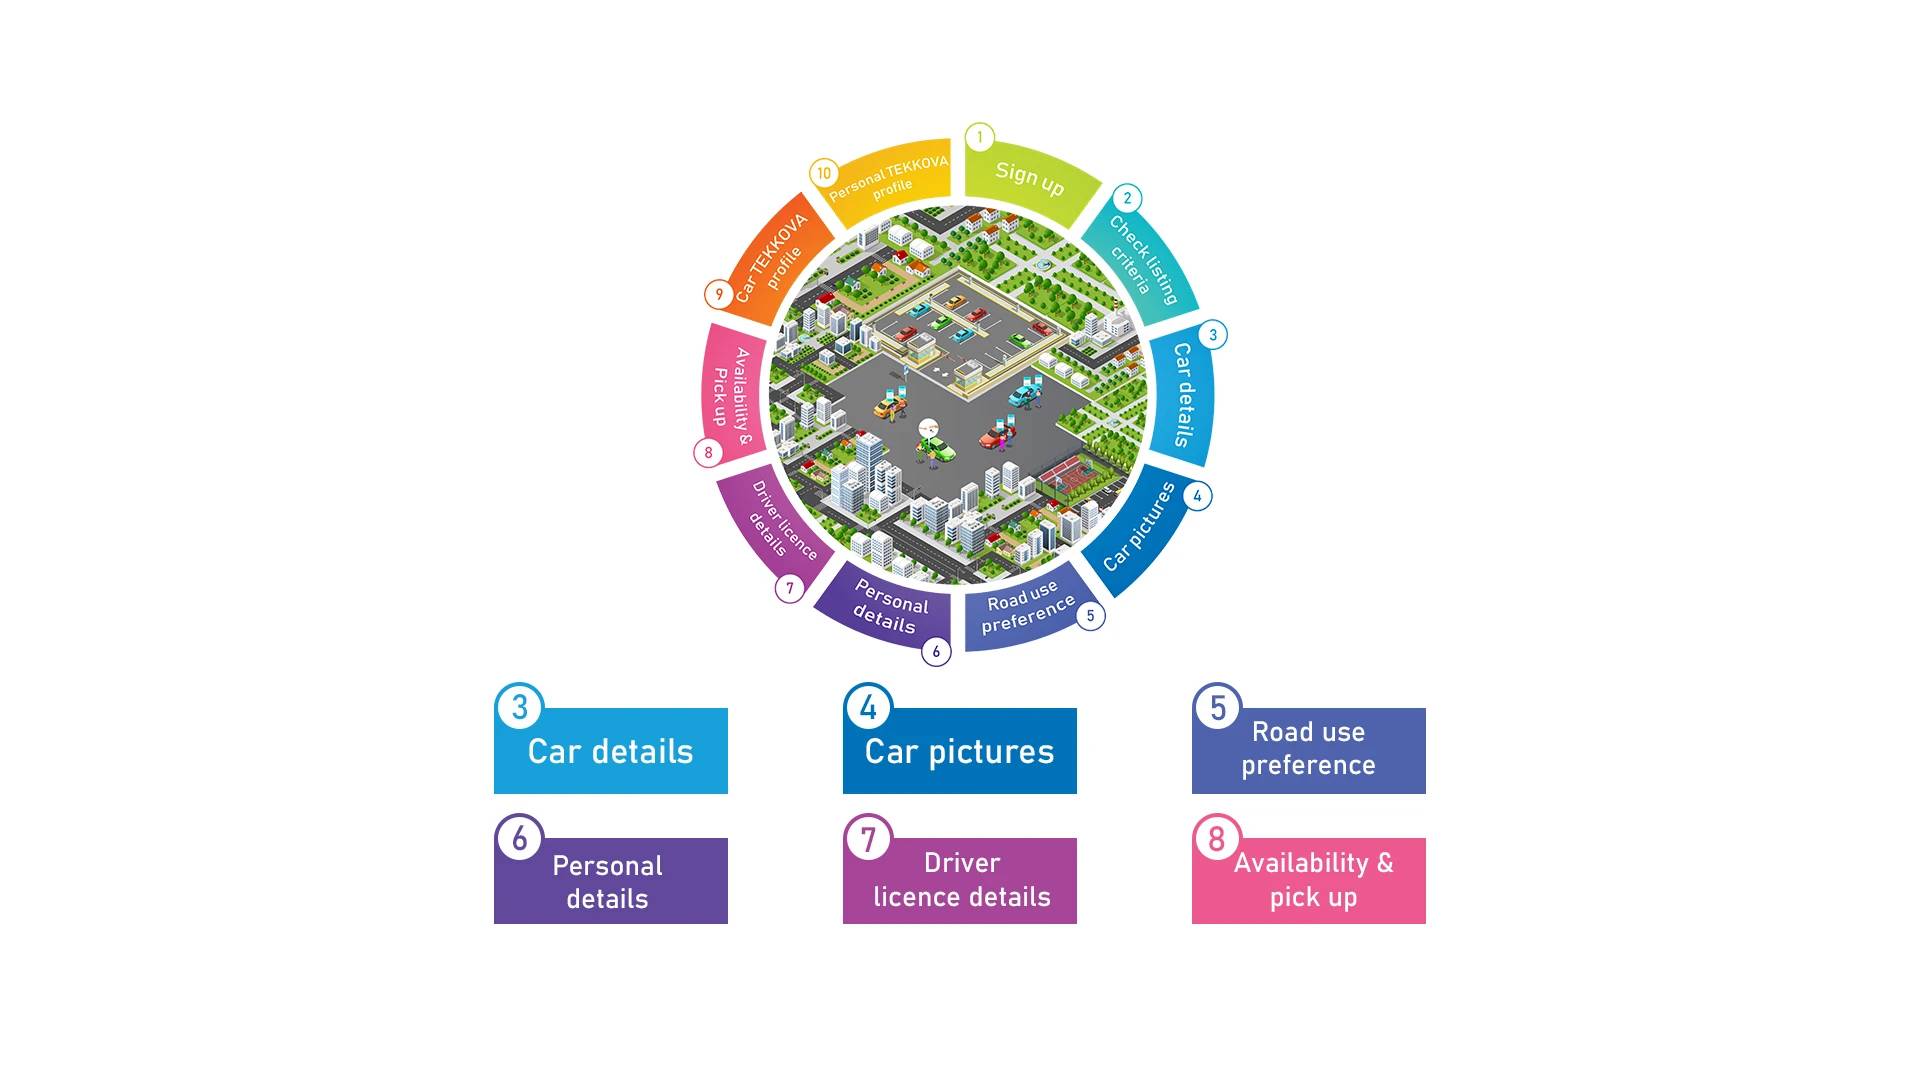 1
Sign up
2
Check listing
criteria
3
Car details
4
Car pictures
5
Road use
preference
6
Personal
details
7
Driver licence
details
8
Availability &
Pick up
9
Car TEKKOVA
profile
10
Personal TEKKOVA
profile
3
Car details
4
Car pictures
5
Road use
preference
6
Personal
details
7
Driver
licence details
8
Availability &
pick up